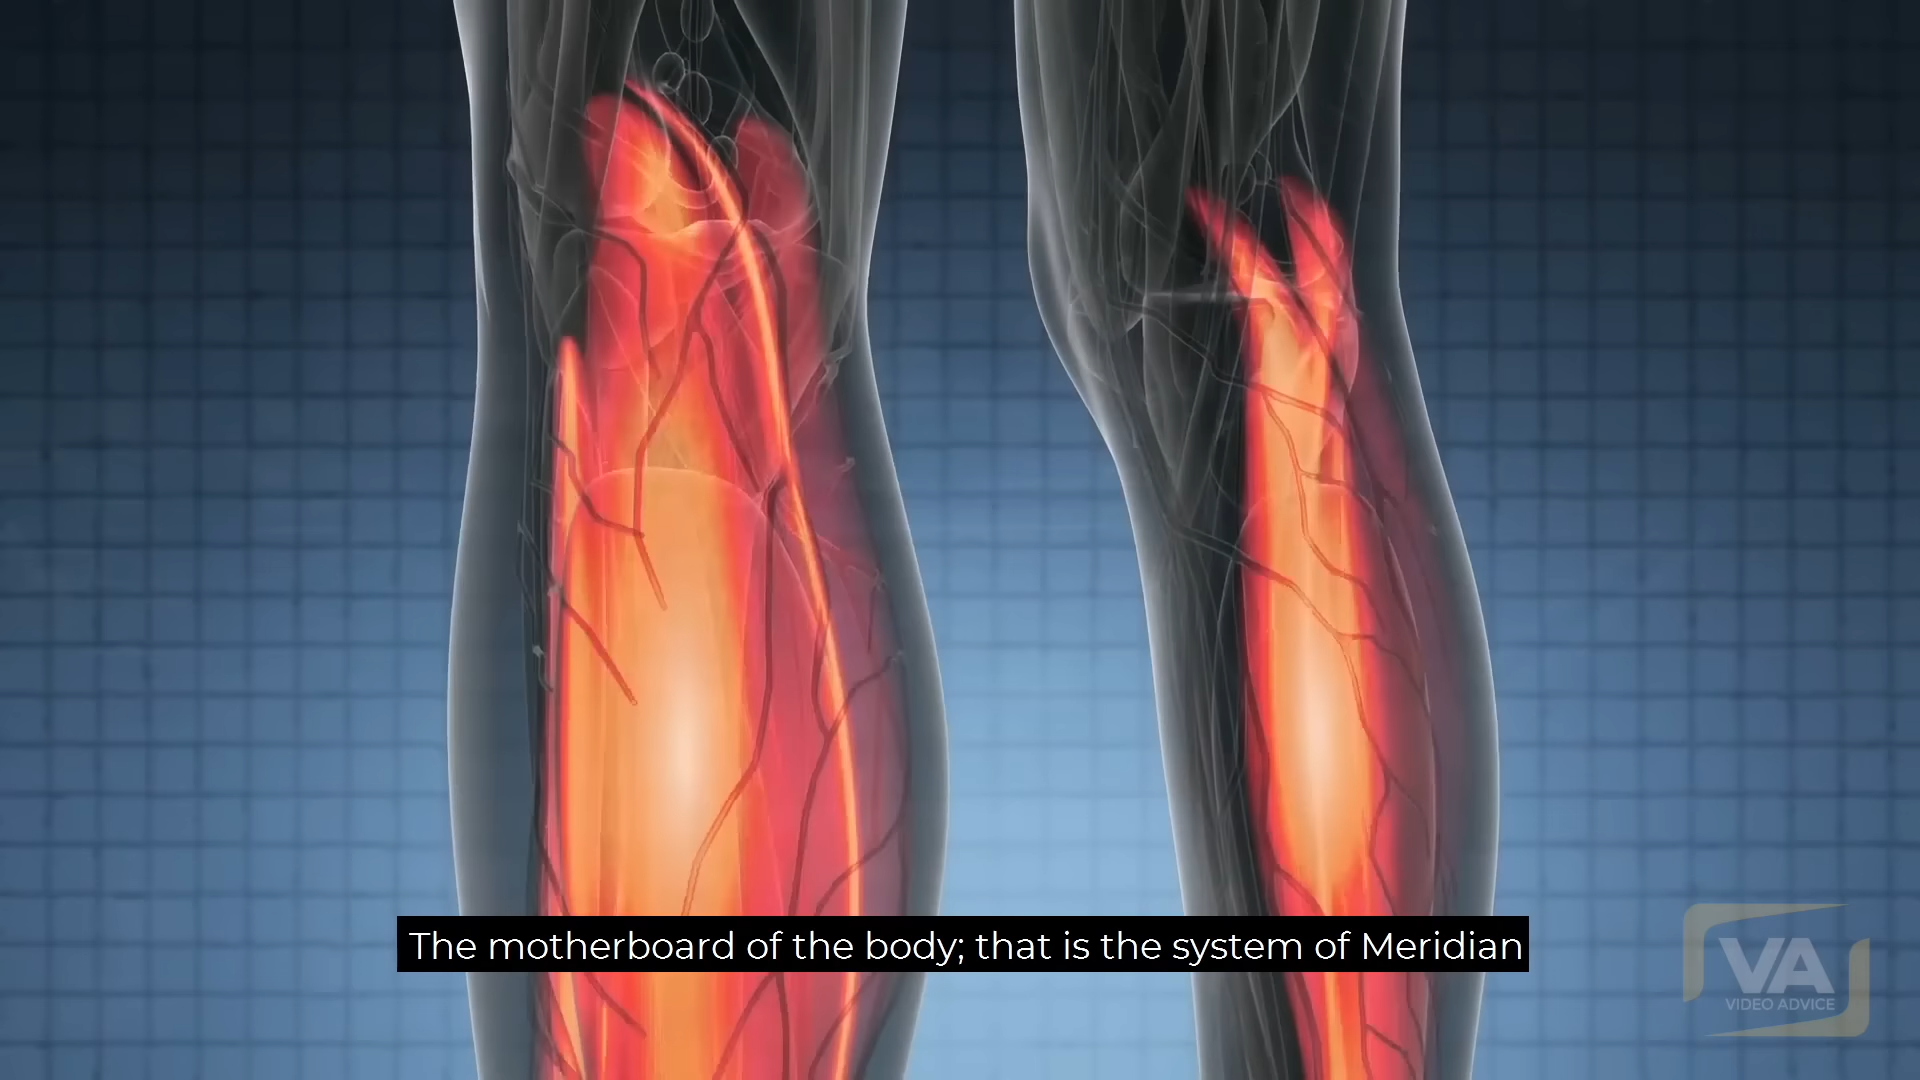 The motherboard of the body; that is the system of Meridian
VA
VIDEO ADVICE